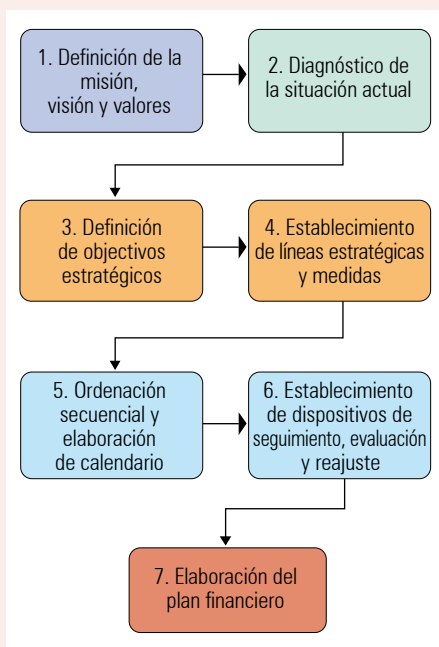 1. Definición de la
misión,
visión y valores
2. Diagnóstico de
la situación actual
3. Definición
de objectivos
estratégicos
4. Establecimiento
de líneas estratégicas
y medidas
5. Ordenación
secuencial y
elaboración
de calendario
6. Establecimiento
de dispositivos de
seguimiento, evaluación
y reajuste
7. Elaboración del
plan financiero